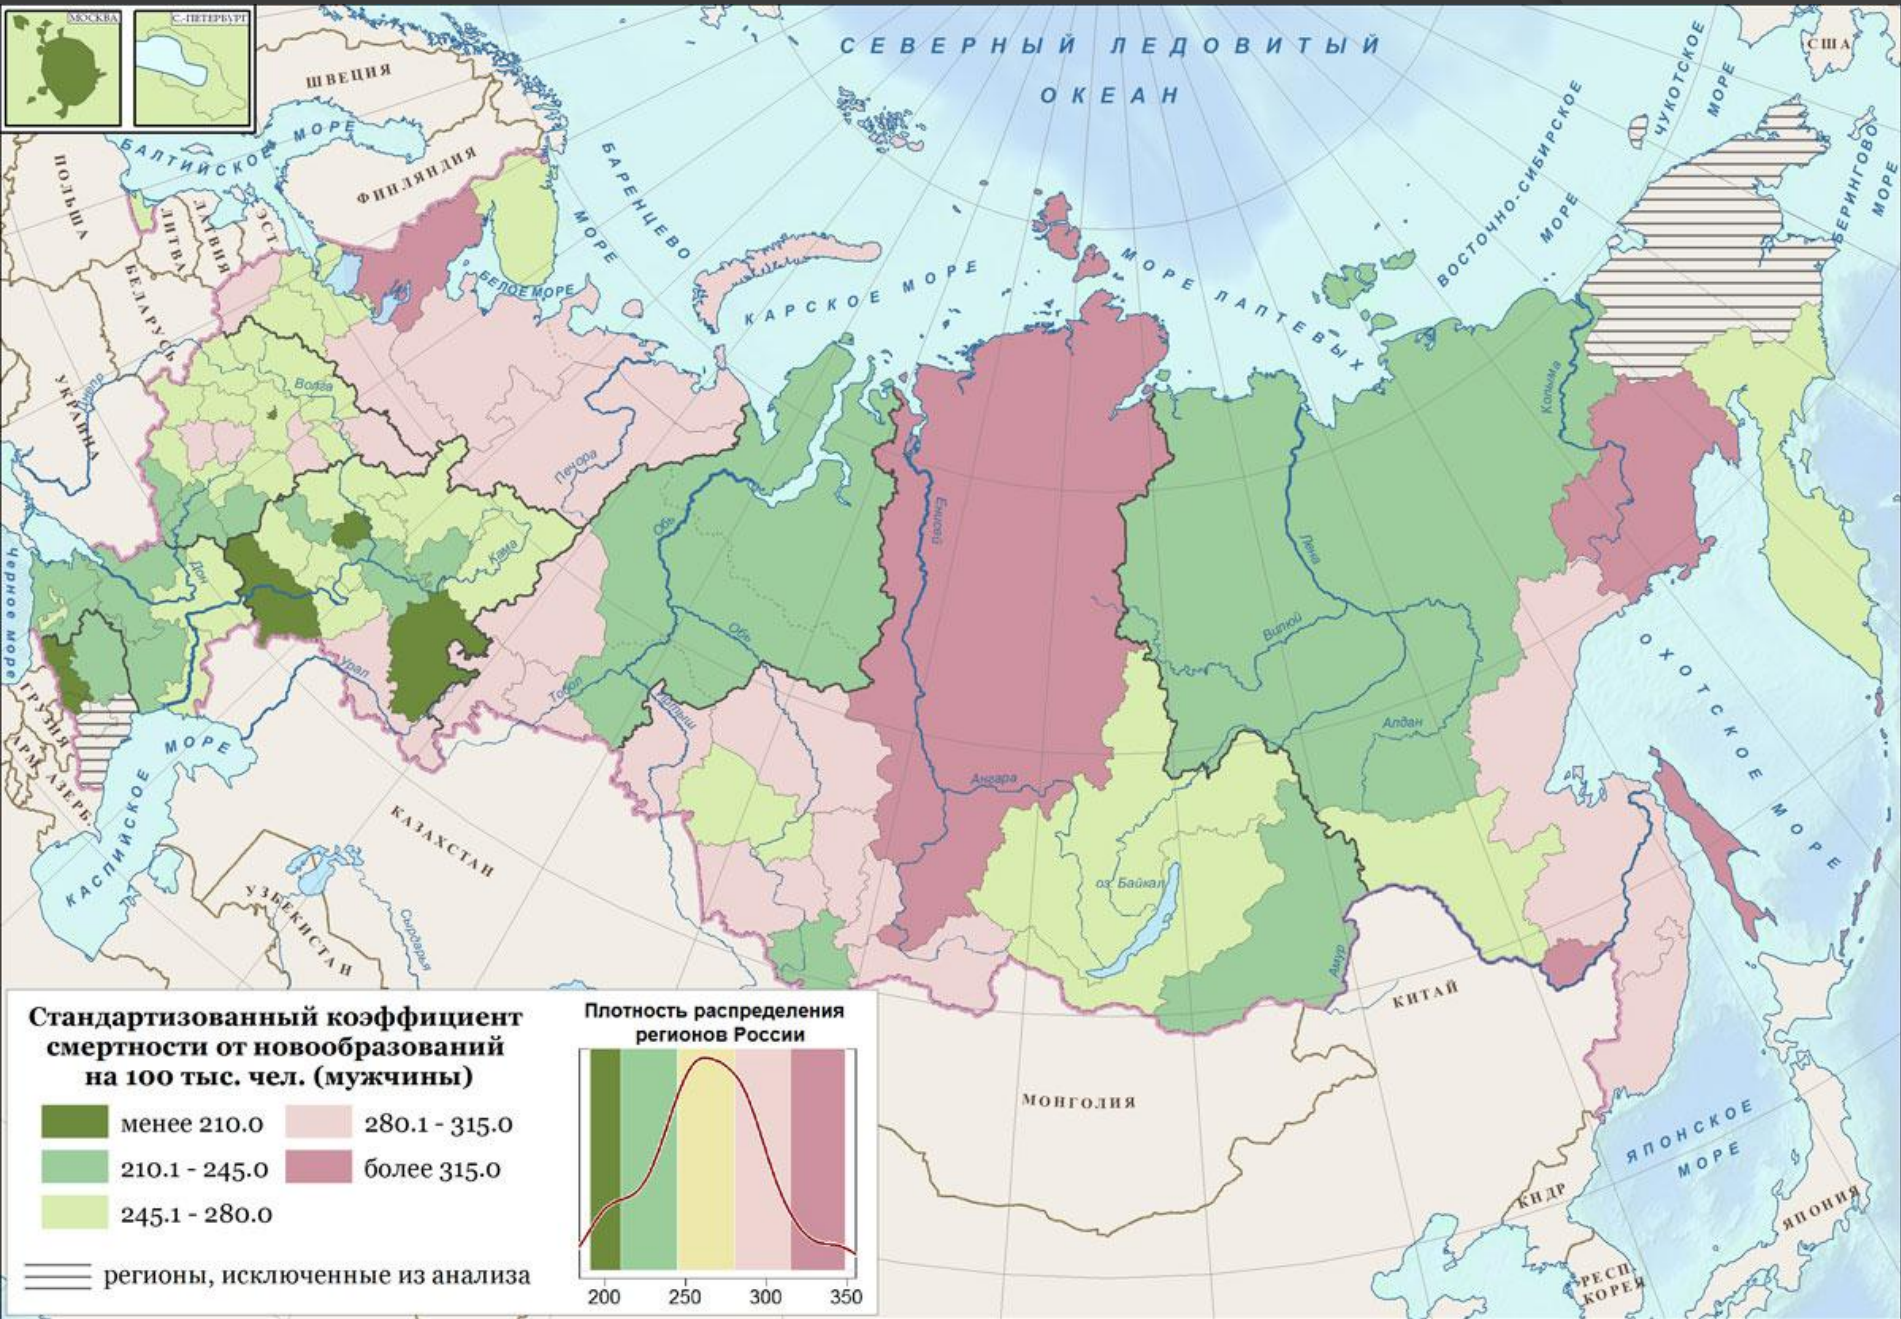 МОСКВА
С.-ПЕТЕРБУРГ
СЕВЕРНЫЙ ЛЕДОВИТЫЙ
ОКЕАН
США
ЧУКОТСКОЕ
МОРЕ
БЕРИНГОВО
МОРЕ
ВОСТОЧНО-СИБИРСКОЕ
МОРЕ
ШВЕЦИЯ
БАЛТИЙСКОЕ МОРЕ
ФИНЛЯНДИЯ
БАРЕНЦЕВО
МОРЕ
ПОЛЬША
ЛИТВА
ЛАТВИЯ
ЭСТ.
БЕЛАРУСЬ
БЕЛОЕ МОРЕ
КАРСКОЕ МОРЕ
МОРЕ ЛАПТЕВЫХ
УКРАИНА
Днепр
Волга
Печора
Обь
Енисей
Лена
Колыма
Черное море
Дон
Кама
Обь
Вилюй
ОХОТСКОЕ МОРЕ
ГРУЗИЯ
АРМ.
АЗЕРБ.
Урал
Тобол
Иртыш
Алдан
МОРЕ
КАСПИЙСКОЕ
Ангара
КАЗАХСТАН
УЗБЕКИСТАН
Сырдарья
оз. Байкал
Амур
КИТАЙ
МОНГОЛИЯ
ЯПОНСКОЕ
МОРЕ
КНДР
ЯПОНИЯ
РЕСП.
КОРЕЯ
Стандартизованный коэффициент
смертности от новообразований
на 100 тыс. чел. (мужчины)
менее 210.0
280.1 - 315.0
210.1 - 245.0
более 315.0
245.1 - 280.0
регионы, исключенные из анализа
Плотность распределения
регионов России
200 250 300 350